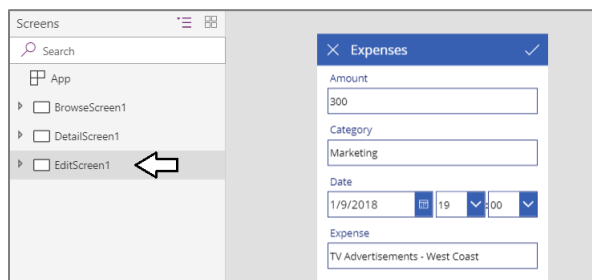 Screens
Search
App
BrowseScreen1
DetailScreen1
EditScreen1
Expenses
Amount
300
Category
Marketing
Date
1/9/2018 19 : 00
Expense
TV Advertisements - West Coast